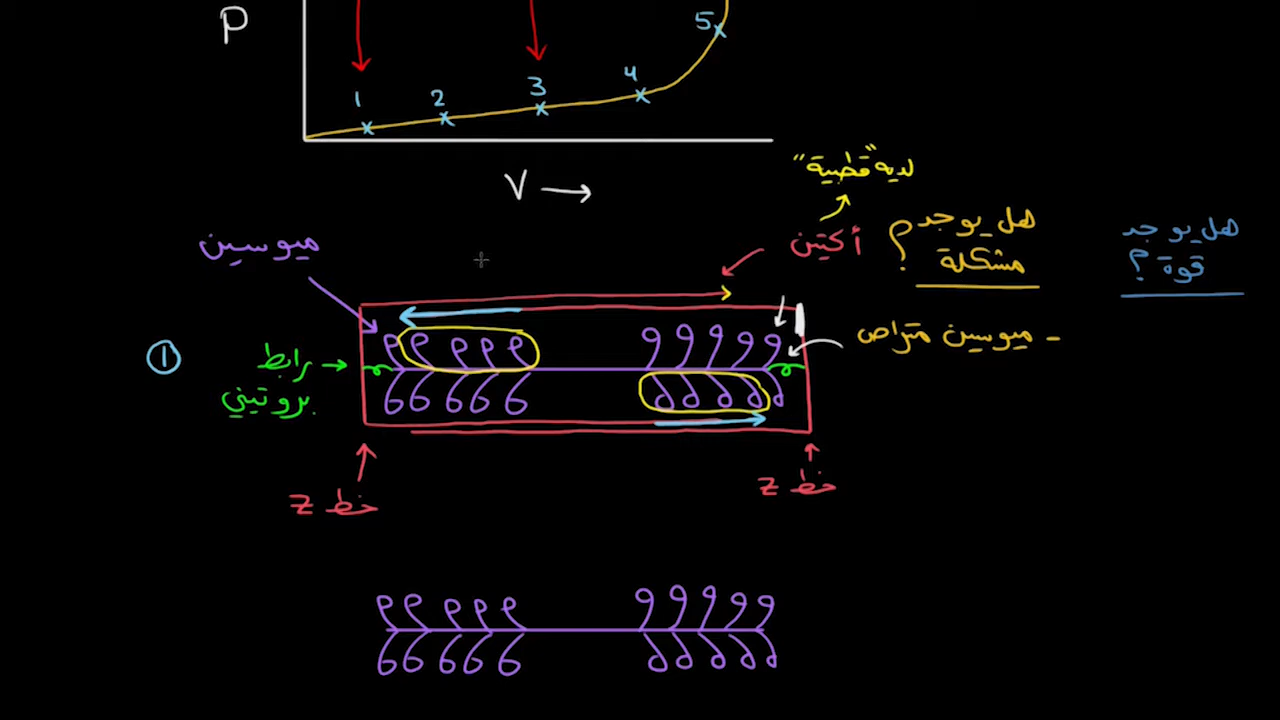 P
1
2
3
4
5
V
لديه "قطبية"
هل يوجد
مشكلة ؟
هل يوجد
قوة ؟
أكتين
ميوسين
- ميوسين متراص
1
رابط
بروتيني
خط Z
خط Z